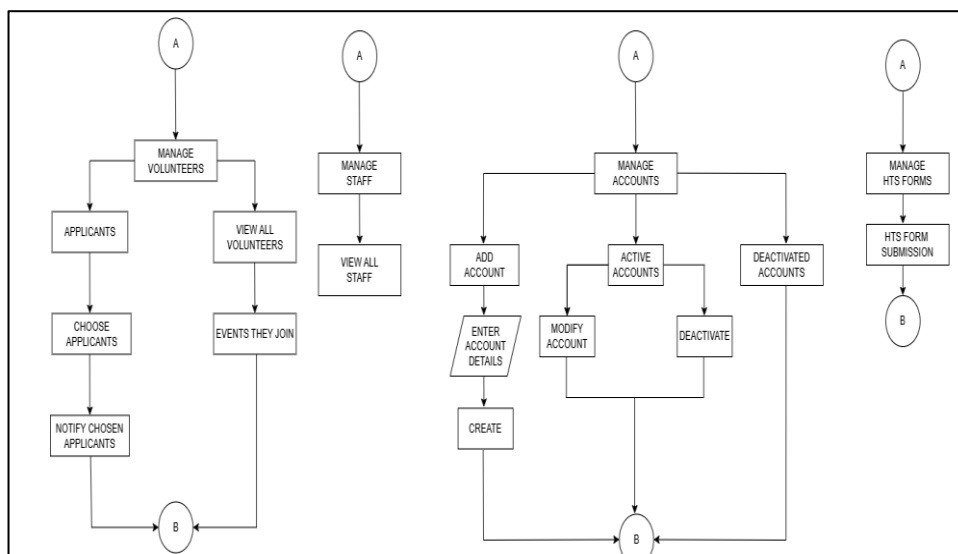 A
MANAGE
VOLUNTEERS
APPLICANTS
VIEW ALL
VOLUNTEERS
CHOOSE
APPLICANTS
EVENTS THEY JOIN
NOTIFY CHOSEN
APPLICANTS
B
A
MANAGE
STAFF
VIEW ALL
STAFF
A
MANAGE
ACCOUNTS
ADD
ACCOUNT
ACTIVE
ACCOUNTS
DEACTIVATED
ACCOUNTS
ENTER
ACCOUNT
DETAILS
MODIFY
ACCOUNT
DEACTIVATE
CREATE
B
A
MANAGE
HTS FORMS
HTS FORM
SUBMISSION
B